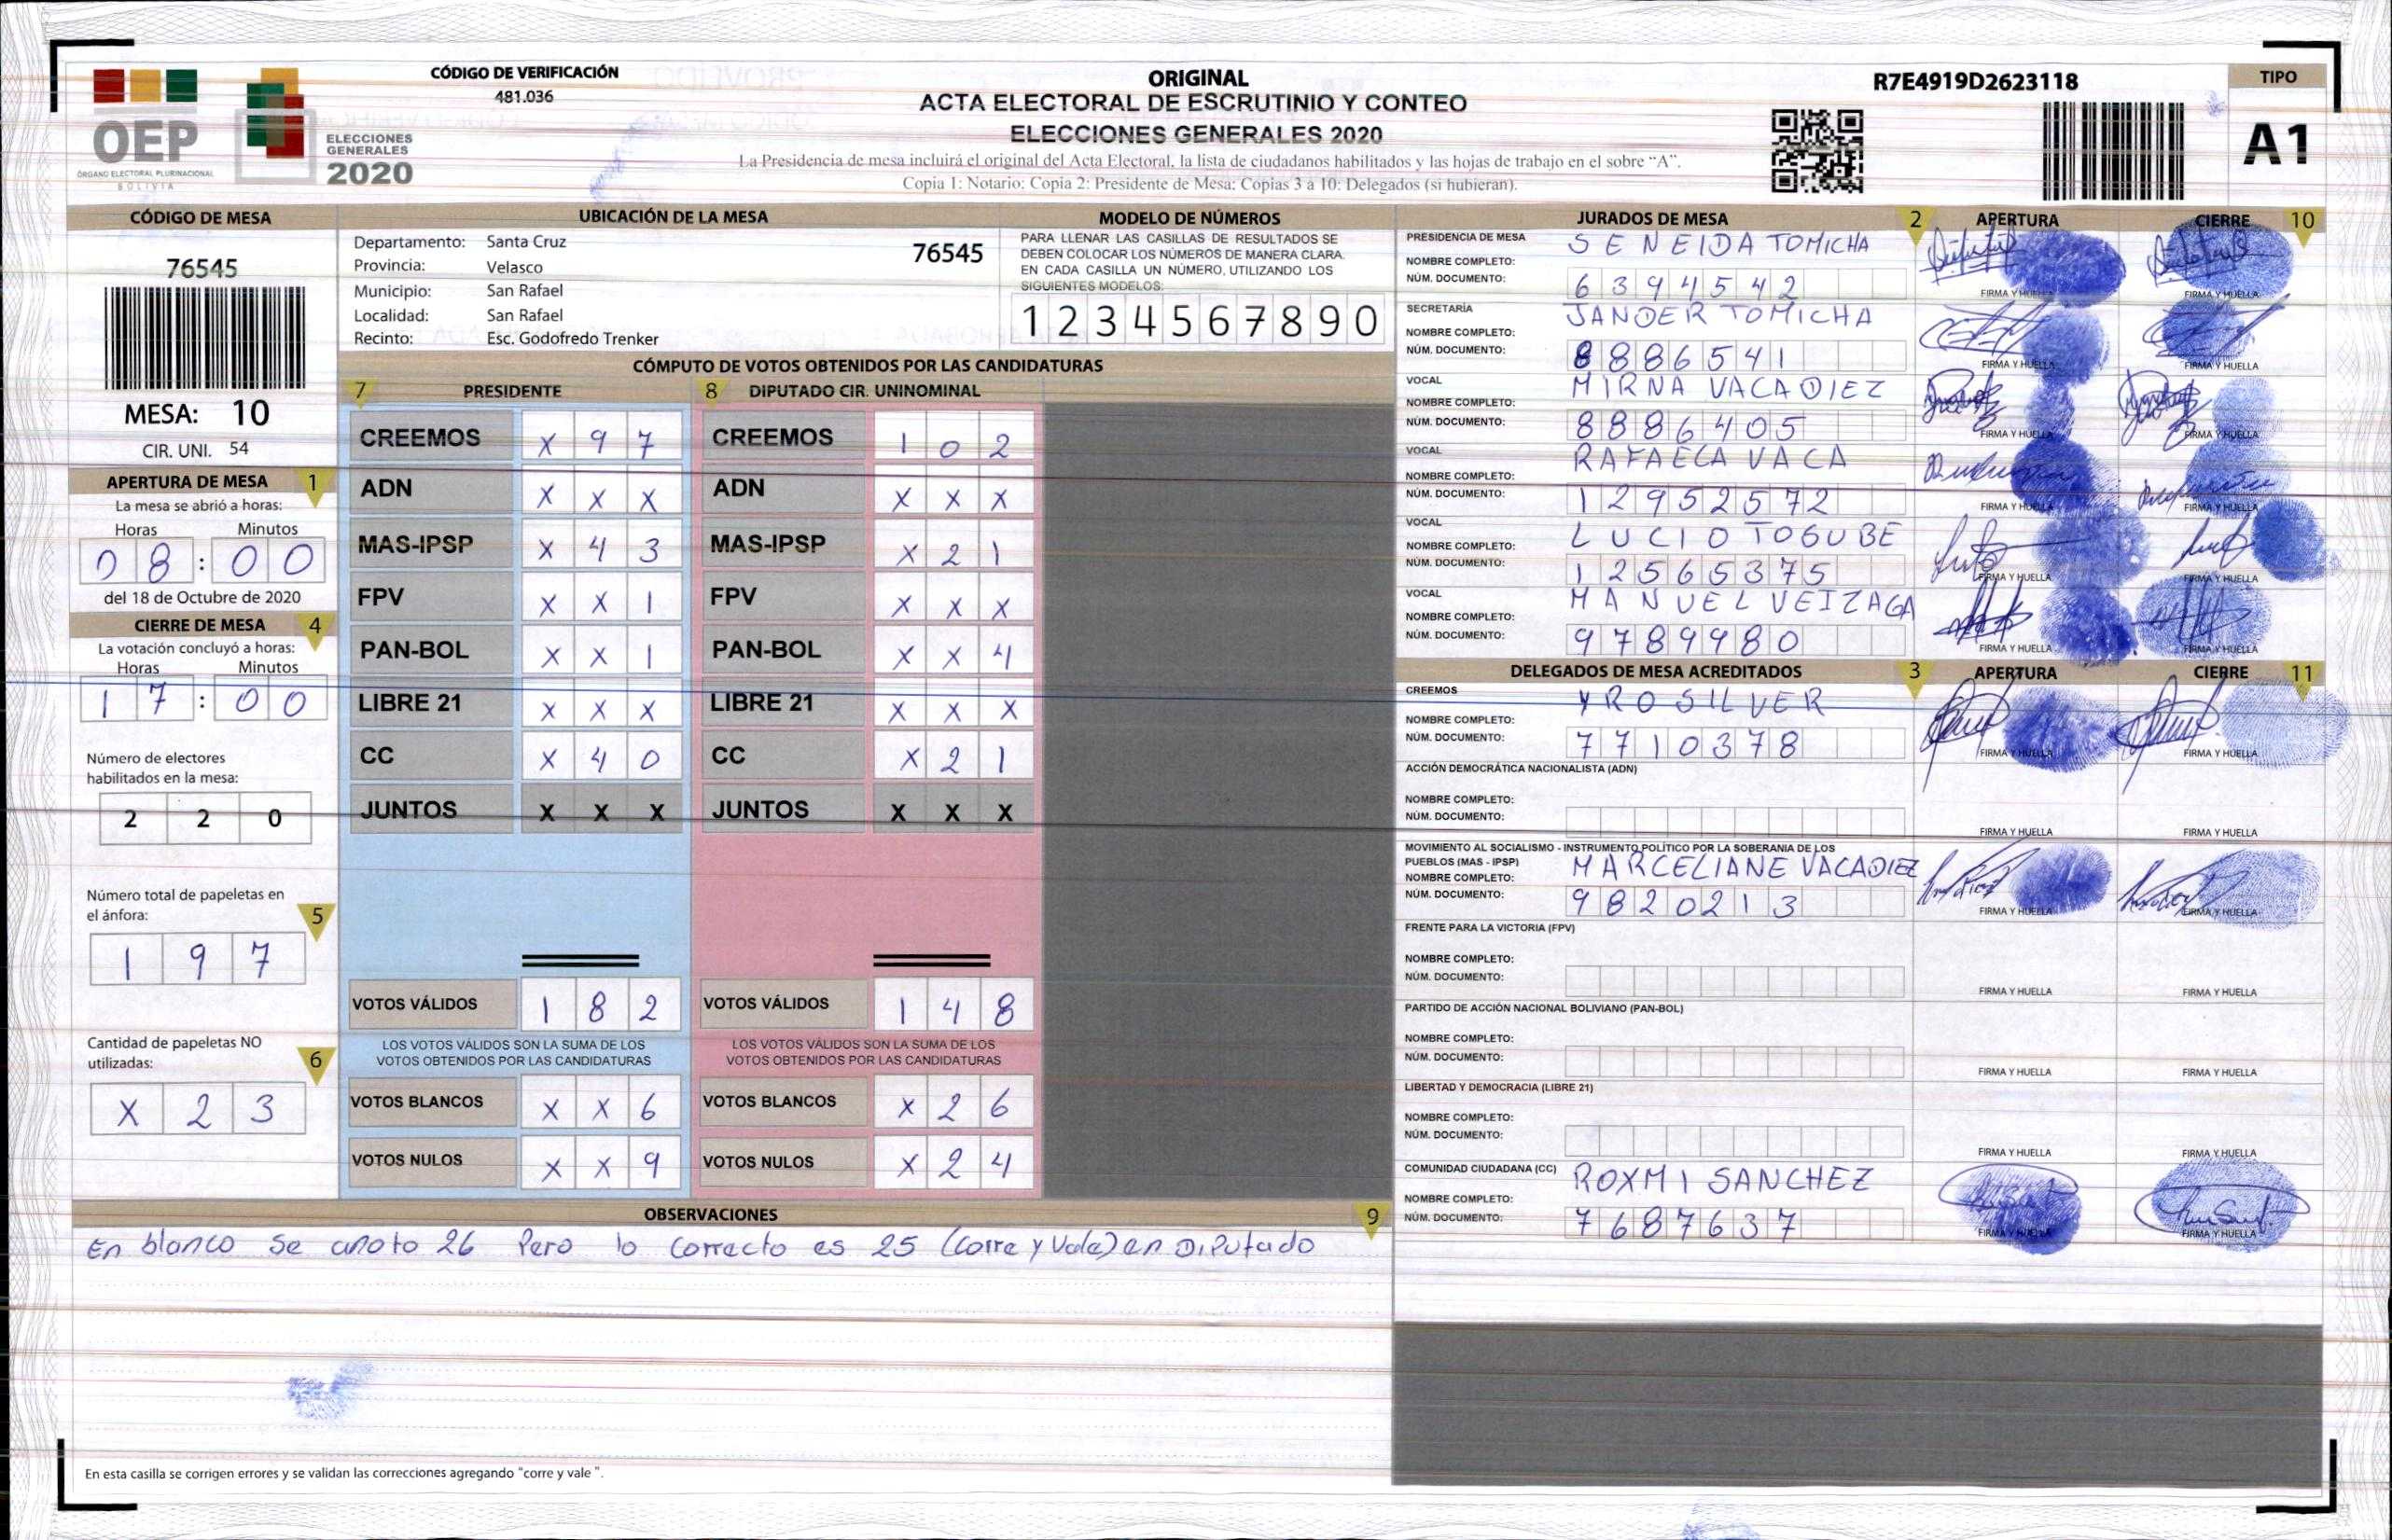 CÓDIGO DE VERIFICACIÓN
481.036
OEP
ÓRGANO ELECTORAL PLURINACIONAL
BOLIVIA
ELECCIONES
GENERALES
2020
ORIGINAL
ACTA ELECTORAL DE ESCRUTINIO Y CONTEO
ELECCIONES GENERALES 2020
La Presidencia de mesa incluirá el original del Acta Electoral, la lista de ciudadanos habilitados y las hojas de trabajo en el sobre "A".
Copia 1: Notario; Copia 2: Presidente de Mesa; Copias 3 a 10: Delegados (si hubieran).
R7E4919D2623118
TIPO
A1
CÓDIGO DE MESA
76545
MESA: 10
CIR. UNI. 54
APERTURA DE MESA 1
La mesa se abrió a horas:
Horas Minutos
08:00
del 18 de Octubre de 2020
CIERRE DE MESA 4
La votación concluyó a horas:
Horas Minutos
17:00
Número de electores
habilitados en la mesa:
2 2 0
Número total de papeletas en
el ánfora: 5
1 9 7
Cantidad de papeletas NO
utilizadas: 6
X 2 3
UBICACIÓN DE LA MESA
Departamento: Santa Cruz 76545
Provincia: Velasco
Municipio: San Rafael
Localidad: San Rafael
Recinto: Esc. Godofredo Trenker
MODELO DE NÚMEROS
PARA LLENAR LAS CASILLAS DE RESULTADOS SE
DEBEN COLOCAR LOS NÚMEROS DE MANERA CLARA.
EN CADA CASILLA UN NÚMERO, UTILIZANDO LOS
SIGUIENTES MODELOS:
1 2 3 4 5 6 7 8 9 0
CÓMPUTO DE VOTOS OBTENIDOS POR LAS CANDIDATURAS
7 PRESIDENTE
CREEMOS X 9 7
ADN X X X
MAS-IPSP X 4 3
FPV X X 1
PAN-BOL X X 1
LIBRE 21 X X X
CC X 4 0
JUNTOS X X X
VOTOS VÁLIDOS 1 8 2
LOS VOTOS VÁLIDOS SON LA SUMA DE LOS
VOTOS OBTENIDOS POR LAS CANDIDATURAS
VOTOS BLANCOS X X 6
VOTOS NULOS X X 9
8 DIPUTADO CIR. UNINOMINAL
CREEMOS 1 0 2
ADN X X X
MAS-IPSP X 2 1
FPV X X X
PAN-BOL X X 4
LIBRE 21 X X X
CC X 2 1
JUNTOS X X X
VOTOS VÁLIDOS 1 4 8
LOS VOTOS VÁLIDOS SON LA SUMA DE LOS
VOTOS OBTENIDOS POR LAS CANDIDATURAS
VOTOS BLANCOS X 2 6
VOTOS NULOS X 2 4
OBSERVACIONES 9
En blanco se anoto 26 Pero lo correcto es 25 (Corre y Vale) en Diputado
En esta casilla se corrigen errores y se validan las correcciones agregando "corre y vale ".
JURADOS DE MESA 2 APERTURA CIERRE 10
PRESIDENCIA DE MESA
NOMBRE COMPLETO: SENEIDA TOMICHA
NÚM. DOCUMENTO: 6394542
FIRMA Y HUELLA FIRMA Y HUELLA
SECRETARÍA
NOMBRE COMPLETO: JANDER TOMICHA
NÚM. DOCUMENTO: 8886541
FIRMA Y HUELLA FIRMA Y HUELLA
VOCAL
NOMBRE COMPLETO: MIRNA VACADIEZ
NÚM. DOCUMENTO: 8886405
FIRMA Y HUELLA FIRMA Y HUELLA
VOCAL
NOMBRE COMPLETO: RAFAELA VACA
NÚM. DOCUMENTO: 12952572
FIRMA Y HUELLA FIRMA Y HUELLA
VOCAL
NOMBRE COMPLETO: LUCIO TOGUBE
NÚM. DOCUMENTO: 12565375
FIRMA Y HUELLA FIRMA Y HUELLA
VOCAL
NOMBRE COMPLETO: MANUEL VEIZAGA
NÚM. DOCUMENTO: 9789980
FIRMA Y HUELLA FIRMA Y HUELLA
DELEGADOS DE MESA ACREDITADOS 3 APERTURA CIERRE 11
CREEMOS
NOMBRE COMPLETO: YRO SILVER
NÚM. DOCUMENTO: 7710378
FIRMA Y HUELLA FIRMA Y HUELLA
ACCIÓN DEMOCRÁTICA NACIONALISTA (ADN)
NOMBRE COMPLETO:
NÚM. DOCUMENTO:
FIRMA Y HUELLA FIRMA Y HUELLA
MOVIMIENTO AL SOCIALISMO - INSTRUMENTO POLÍTICO POR LA SOBERANIA DE LOS
PUEBLOS (MAS - IPSP)
NOMBRE COMPLETO: MARCELIANE VACADIEZ
NÚM. DOCUMENTO: 9820213
FIRMA Y HUELLA FIRMA Y HUELLA
FRENTE PARA LA VICTORIA (FPV)
NOMBRE COMPLETO:
NÚM. DOCUMENTO:
FIRMA Y HUELLA FIRMA Y HUELLA
PARTIDO DE ACCIÓN NACIONAL BOLIVIANO (PAN-BOL)
NOMBRE COMPLETO:
NÚM. DOCUMENTO:
FIRMA Y HUELLA FIRMA Y HUELLA
LIBERTAD Y DEMOCRACIA (LIBRE 21)
NOMBRE COMPLETO:
NÚM. DOCUMENTO:
FIRMA Y HUELLA FIRMA Y HUELLA
COMUNIDAD CIUDADANA (CC)
NOMBRE COMPLETO: ROXMI SANCHEZ
NÚM. DOCUMENTO: 7687637
FIRMA Y HUELLA FIRMA Y HUELLA